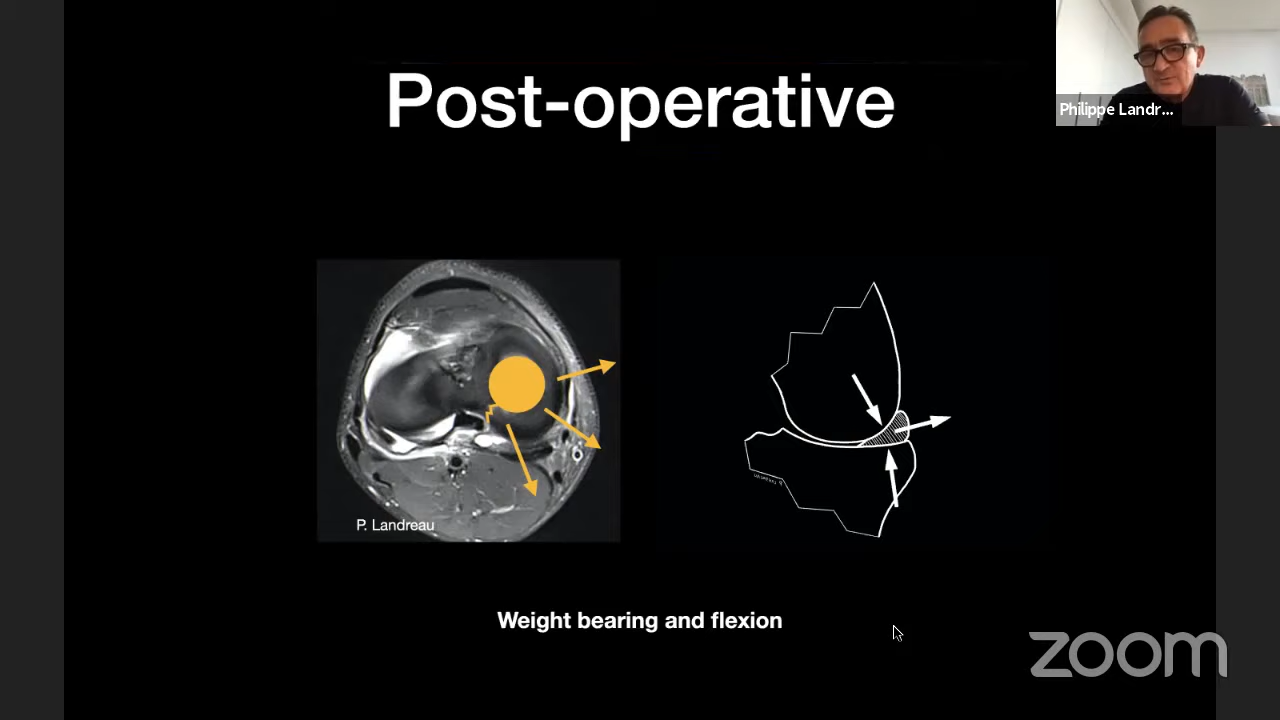 Post-operative
Philippe Landr...
P. Landreau
Weight bearing and flexion
zoom